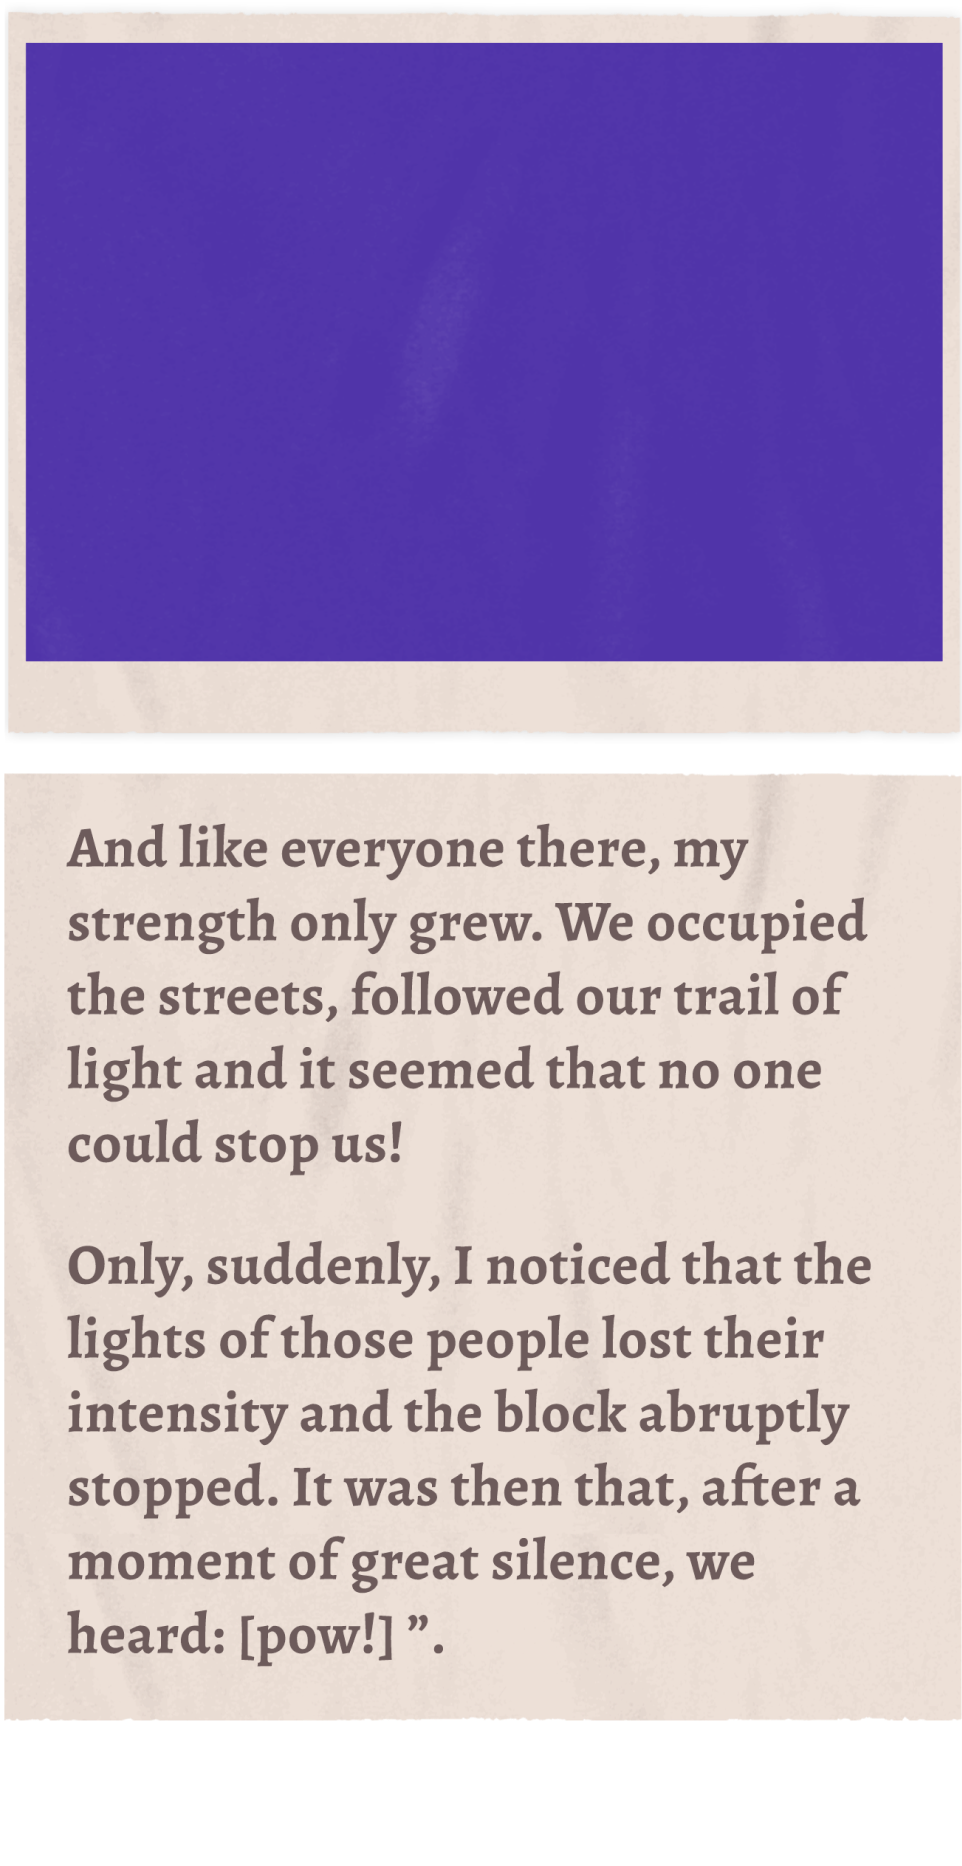 And like everyone there, my
strength only grew. We occupied
the streets, followed our trail of
light and it seemed that no one
could stop us!
Only, suddenly, I noticed that the
lights of those people lost their
intensity and the block abruptly
stopped. It was then that, after a
moment of great silence, we
heard: [pow!] ”.